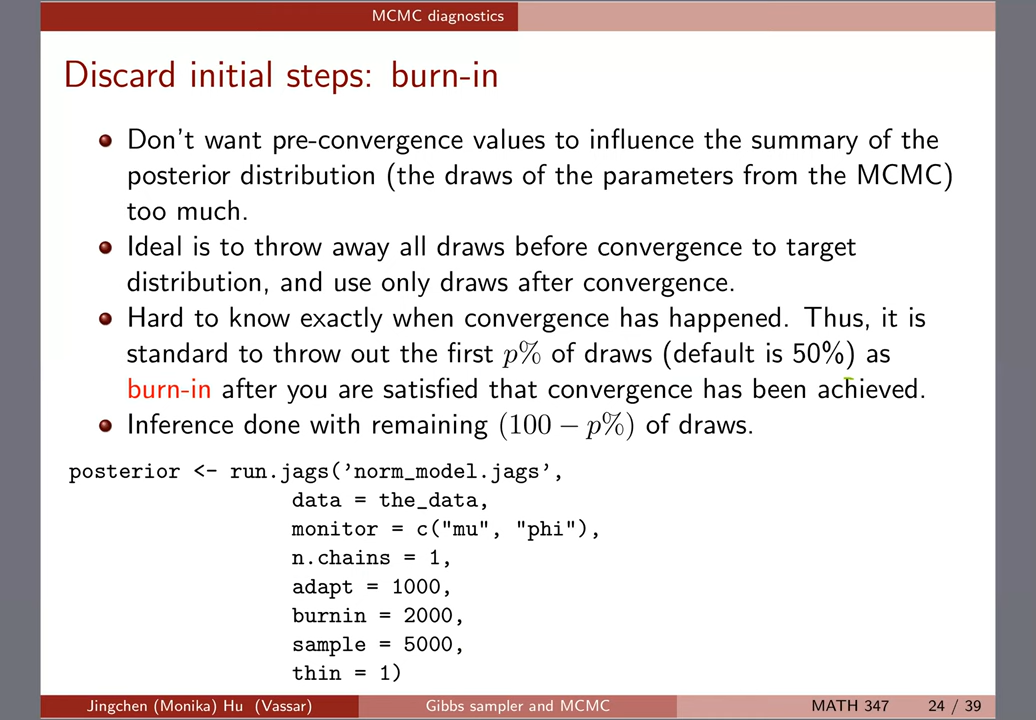 MCMC diagnostics
Discard initial steps: burn-in
Don't want pre-convergence values to influence the summary of the
posterior distribution (the draws of the parameters from the MCMC)
too much.
Ideal is to throw away all draws before convergence to target
distribution, and use only draws after convergence.
Hard to know exactly when convergence has happened. Thus, it is
standard to throw out the first p% of draws (default is 50%) as
burn-in after you are satisfied that convergence has been achieved.
Inference done with remaining (100 − p%) of draws.
posterior <- run.jags('norm_model.jags',
data = the_data,
monitor = c("mu", "phi"),
n.chains = 1,
adapt = 1000,
burnin = 2000,
sample = 5000,
thin = 1)
Jingchen (Monika) Hu (Vassar) Gibbs sampler and MCMC MATH 347 24 / 39